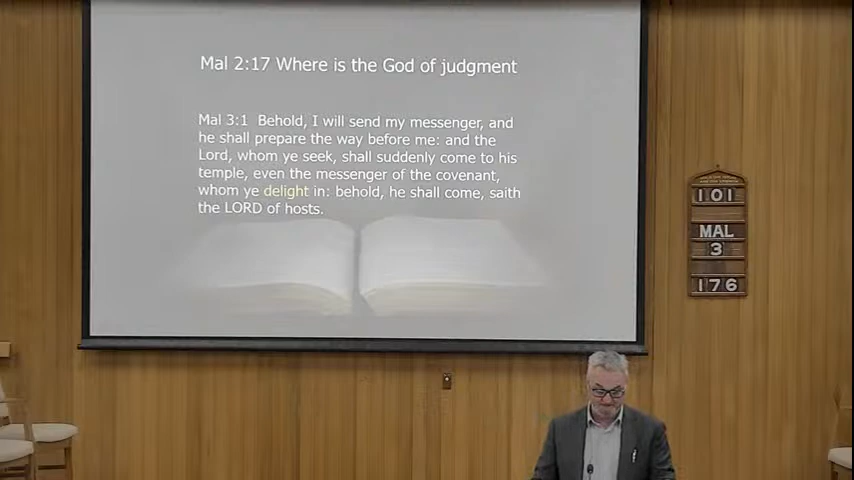 Mal 2:17 Where is the God of judgment
Mal 3:1 Behold, I will send my messenger, and
he shall prepare the way before me: and the
Lord, whom ye seek, shall suddenly come to his
temple, even the messenger of the covenant,
whom ye delight in: behold, he shall come, saith
the LORD of hosts.
101
MAL
3
176